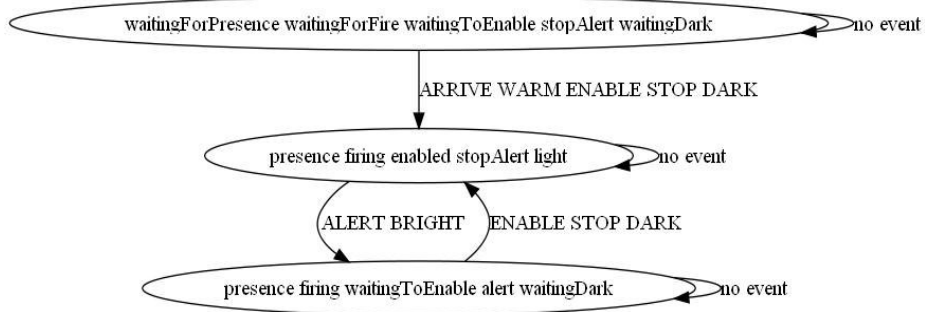 waitingForPresence waitingForFire waitingToEnable stopAlert waitingDark
no event
ARRIVE WARM ENABLE STOP DARK
presence firing enabled stopAlert light
no event
ALERT BRIGHT
ENABLE STOP DARK
presence firing waitingToEnable alert waitingDark
no event